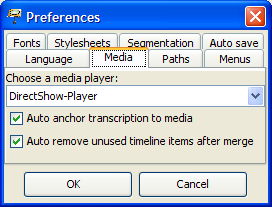 Preferences
Fonts Stylesheets Segmentation Auto save
Language Media Paths Menus
Choose a media player:
DirectShow-Player
Auto anchor transcription to media
Auto remove unused timeline items after merge
OK Cancel